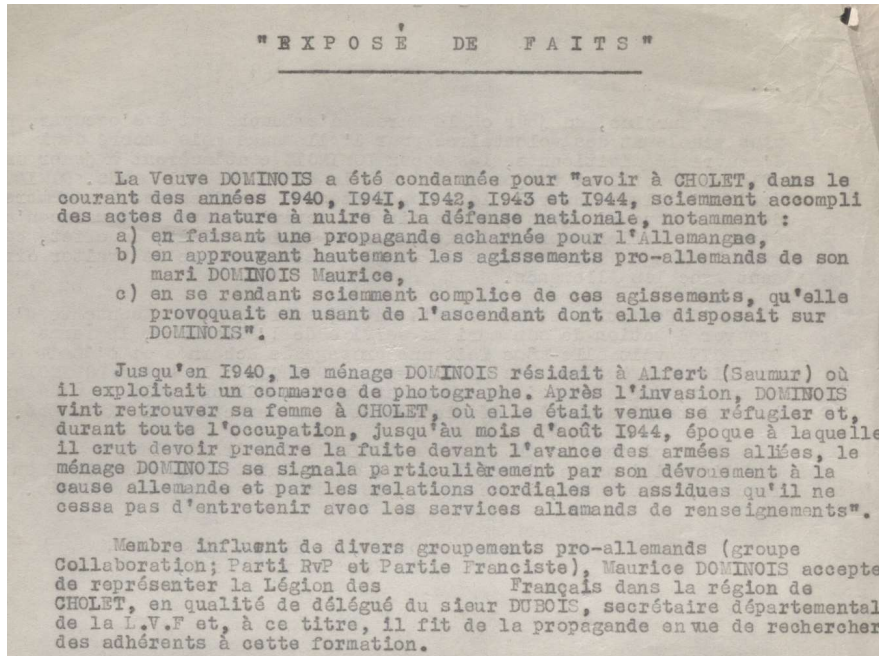 "EXPOSÉ DE FAITS"
La Veuve DOMINOIS a été condamnée pour "avoir à CHOLET, dans le
courant des années I940, I94I, I942, I943 et I944, sciemment accompli
des actes de nature à nuire à la défense nationale, notamment :
a) en faisant une propagande acharnée pour l'Allemangne,
b) en approugant hautement les agissements pro-allemands de son
mari DOMINOIS Maurice,
c) en se rendant sciemment complice de ces agissements, qu'elle
provoquait en usant de l'ascendant dont elle disposait sur
DOMINOIS".
Jusqu'en I940, le ménage DOMINOIS résidait à Alfert (Saumur) où
il exploitait un commerce de photographe. Après l'invasion, DOMINOIS
vint retrouver sa femme à CHOLET, où elle était venue se réfugier et,
durant toute l'occupation, jusqu'àu mois d'août I944, époque à laquelle
il crut devoir prendre la fuite devant l'avance des armées alliées, le
ménage DOMINOIS se signala particulièrement par son dévouement à la
cause allemande et par les relations cordiales et assidues qu'il ne
cessa pas d'entretenir avec les services allemands de renseignements".
Membre influent de divers groupements pro-allemands (groupe
Collaboration; Parti RvP et Partie Franciste), Maurice DOMINOIS accepte
de représenter la Légion des Français dans la région de
CHOLET, en qualité de délégué du sieur DUBOIS, secrétaire départemental
de la L.V.F et, à ce titre, il fit de la propagande en vue de rechercher
des adhérents à cette formation.